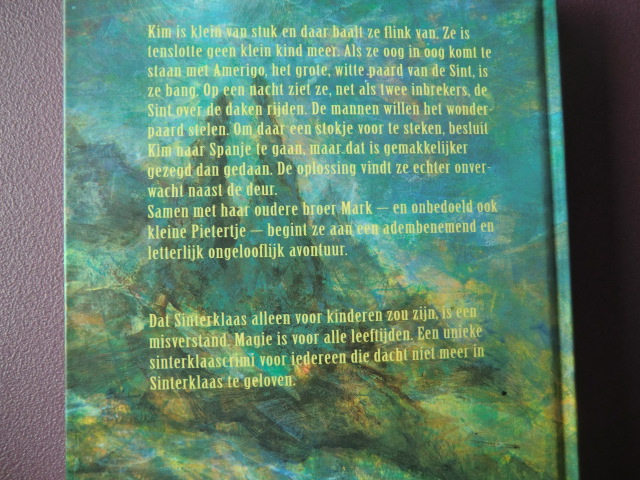 Kim is klein van stuk en daar baalt ze flink van. Ze is
tenslotte geen klein kind meer. Als ze oog in oog komt te
staan met Amerigo, het grote, witte paard van de Sint, is
ze bang. Op een nacht ziet ze, net als twee inbrekers, de
Sint over de daken rijden. De mannen willen het wonder-
paard stelen. Om daar een stokje voor te steken, besluit
Kim naar Spanje te gaan, maar dat is gemakkelijker
gezegd dan gedaan. De oplossing vindt ze echter onver-
wacht naast de deur.
Samen met haar oudere broer Mark — en onbedoeld ook
kleine Pietertje — begint ze aan een adembenemend en
letterlijk ongelooflijk avontuur.
Dat Sinterklaas alleen voor kinderen zou zijn, is een
misverstand. Magie is voor alle leeftijden. Een unieke
sinterklaascrimi voor iedereen die dacht niet meer in
Sinterklaas te geloven.